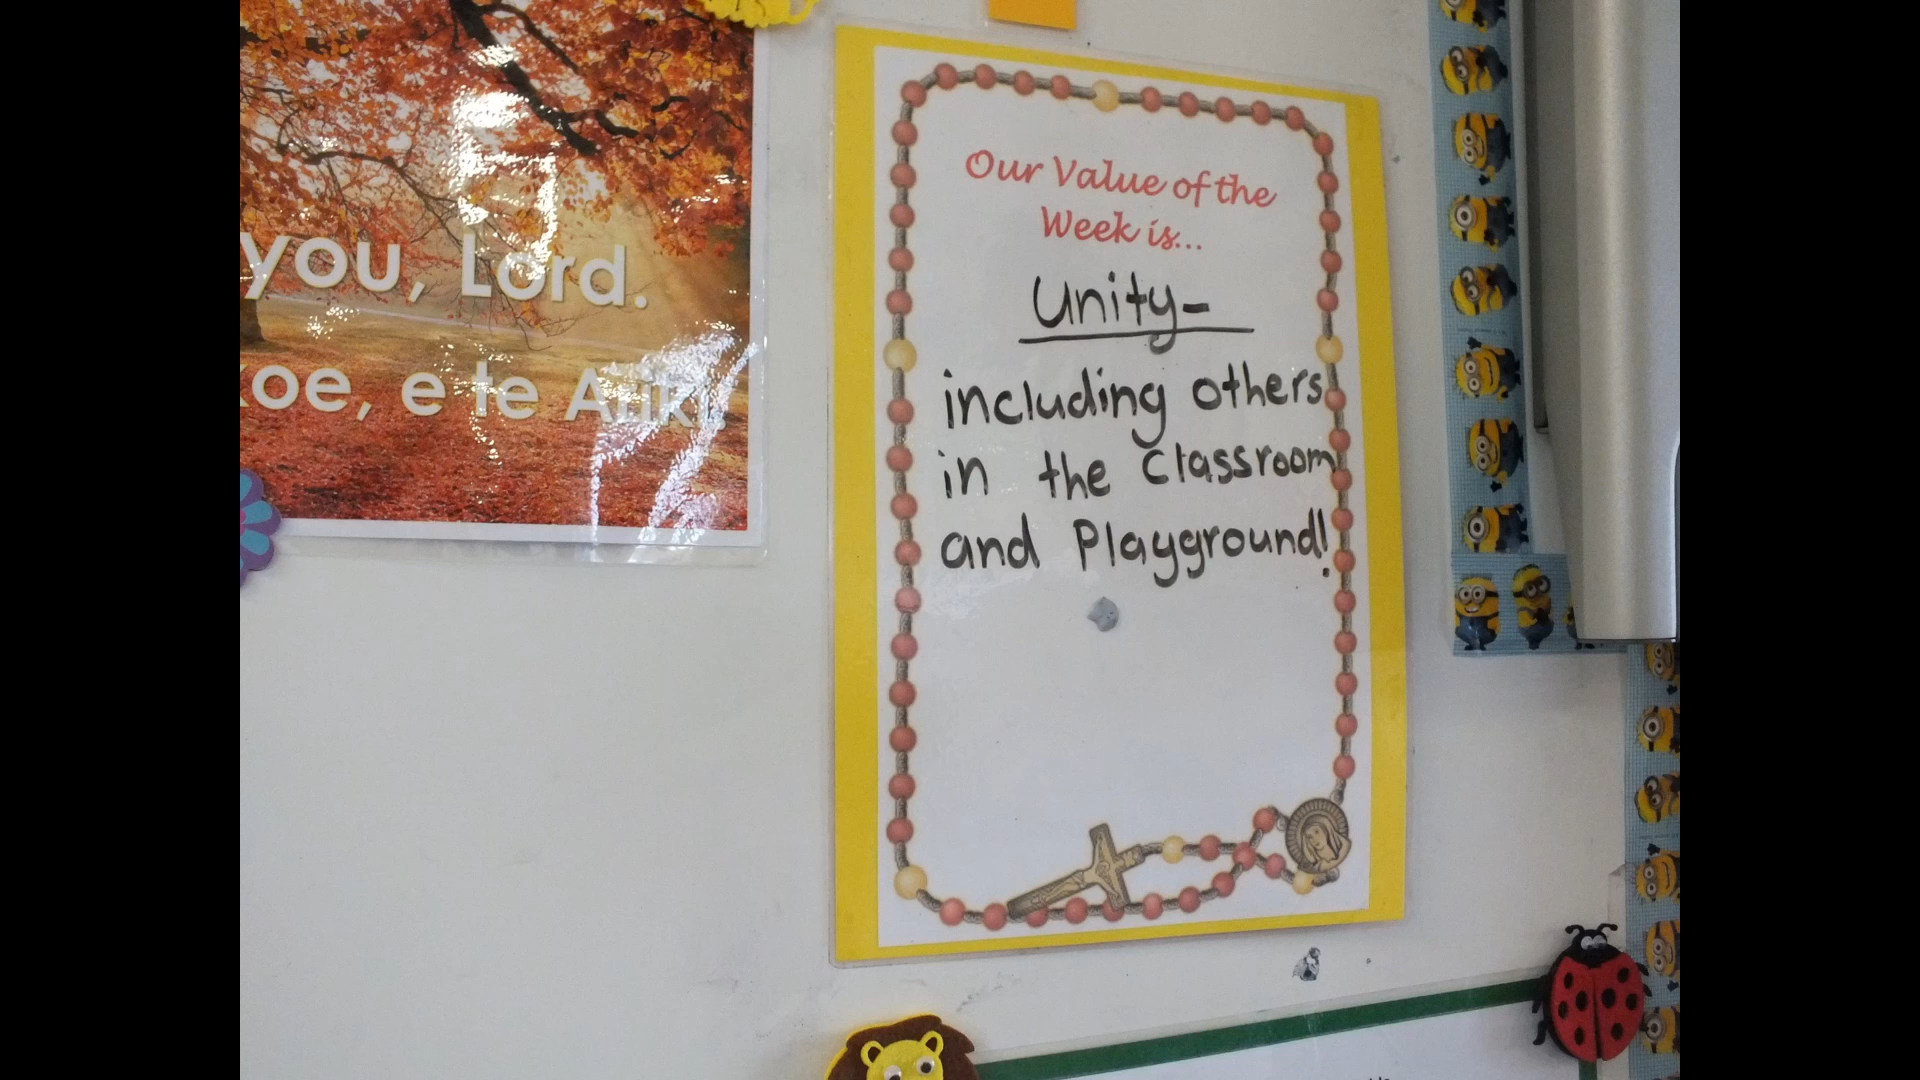 you, Lord.
koe, e te Ariki.
Our Value of the
Week is...
Unity-
including others
in the classroom
and Playground!